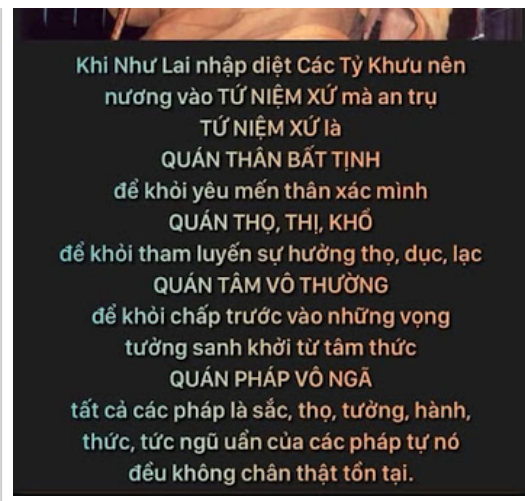 Khi Như Lai nhập diệt Các Tỷ Khưu nên
nương vào TỨ NIỆM XỨ mà an trụ
TỨ NIỆM XỨ là
QUÁN THÂN BẤT TỊNH
để khỏi yêu mến thân xác mình
QUÁN THỌ, THỊ, KHỔ
để khỏi tham luyến sự hưởng thọ, dục, lạc
QUÁN TÂM VÔ THƯỜNG
để khỏi chấp trước vào những vọng
tưởng sanh khởi từ tâm thức
QUÁN PHÁP VÔ NGÃ
tất cả các pháp là sắc, thọ, tưởng, hành,
thức, tức ngũ uẩn của các pháp tự nó
đều không chân thật tồn tại.